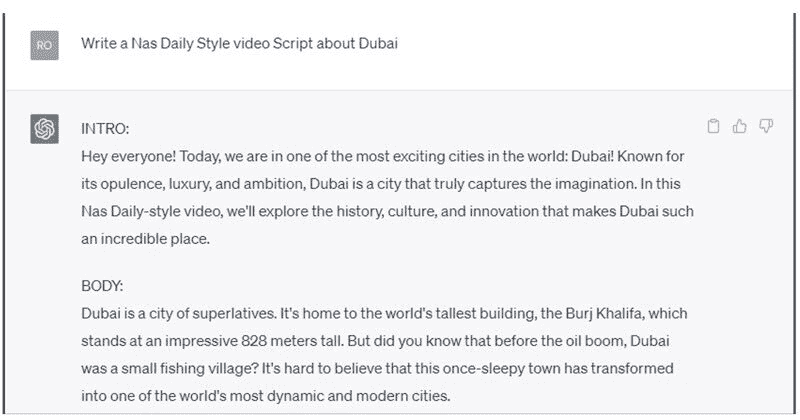 RO
Write a Nas Daily Style video Script about Dubai
INTRO:
Hey everyone! Today, we are in one of the most exciting cities in the world: Dubai! Known for
its opulence, luxury, and ambition, Dubai is a city that truly captures the imagination. In this
Nas Daily-style video, we'll explore the history, culture, and innovation that makes Dubai such
an incredible place.
BODY:
Dubai is a city of superlatives. It's home to the world's tallest building, the Burj Khalifa, which
stands at an impressive 828 meters tall. But did you know that before the oil boom, Dubai
was a small fishing village? It's hard to believe that this once-sleepy town has transformed
into one of the world's most dynamic and modern cities.